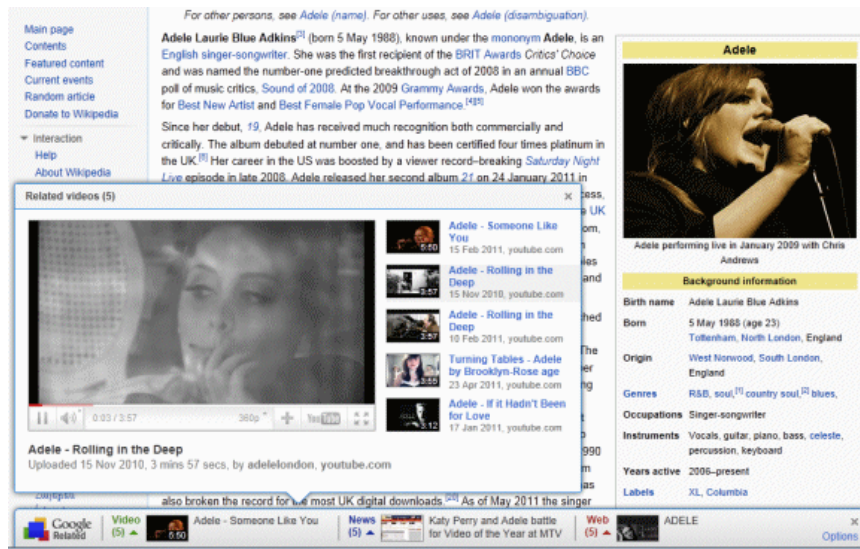 For other persons, see Adele (name). For other uses, see Adele (disambiguation).
Main page
Contents
Featured content
Current events
Random article
Donate to Wikipedia
Interaction
Help
About Wikipedia
Adele Laurie Blue Adkins[3] (born 5 May 1988), known under the mononym Adele, is an
English singer-songwriter. She was the first recipient of the BRIT Awards Critics' Choice
and was named the number-one predicted breakthrough act of 2008 in an annual BBC
poll of music critics, Sound of 2008. At the 2009 Grammy Awards, Adele won the awards
for Best New Artist and Best Female Pop Vocal Performance.[4][5]
Since her debut, 19, Adele has received much recognition both commercially and
critically. The album debuted at number one, and has been certified four times platinum in
the UK.[6] Her career in the US was boosted by a viewer record–breaking Saturday Night
Live episode in late 2008. Adele released her second album 21 on 24 January 2011 in
Related videos (5)
Adele - Someone Like
You
15 Feb 2011, youtube.com
5:50
Adele - Rolling in the
Deep
15 Nov 2010, youtube.com
3:57
Adele - Rolling in the
Deep
10 Feb 2011, youtube.com
3:57
Turning Tables - Adele
by Brooklyn-Rose age
23 Apr 2011, youtube.com
3:55
Adele - If it Hadn't Been
for Love
17 Jan 2011, youtube.com
3:12
0:03 / 3:57
360p
YouTube
Adele - Rolling in the Deep
Uploaded 15 Nov 2010, 3 mins 57 secs, by adelelondon, youtube.com
also broken the record for the most UK digital downloads.[20] As of May 2011 the singer
Adele
Adele performing live in January 2009 with Chris
Andrews
Background information
Birth name Adele Laurie Blue Adkins
Born 5 May 1988 (age 23)
Tottenham, North London, England
Origin West Norwood, South London,
England
Genres R&B, soul,[1] country soul,[2] blues,
Occupations Singer-songwriter
Instruments Vocals, guitar, piano, bass, celeste,
percussion, keyboard
Years active 2006–present
Labels XL, Columbia
Google
Related
Video
(5)
5:50
Adele - Someone Like You
News
(5)
Katy Perry and Adele battle
for Video of the Year at MTV
Web
(5)
ADELE
Options